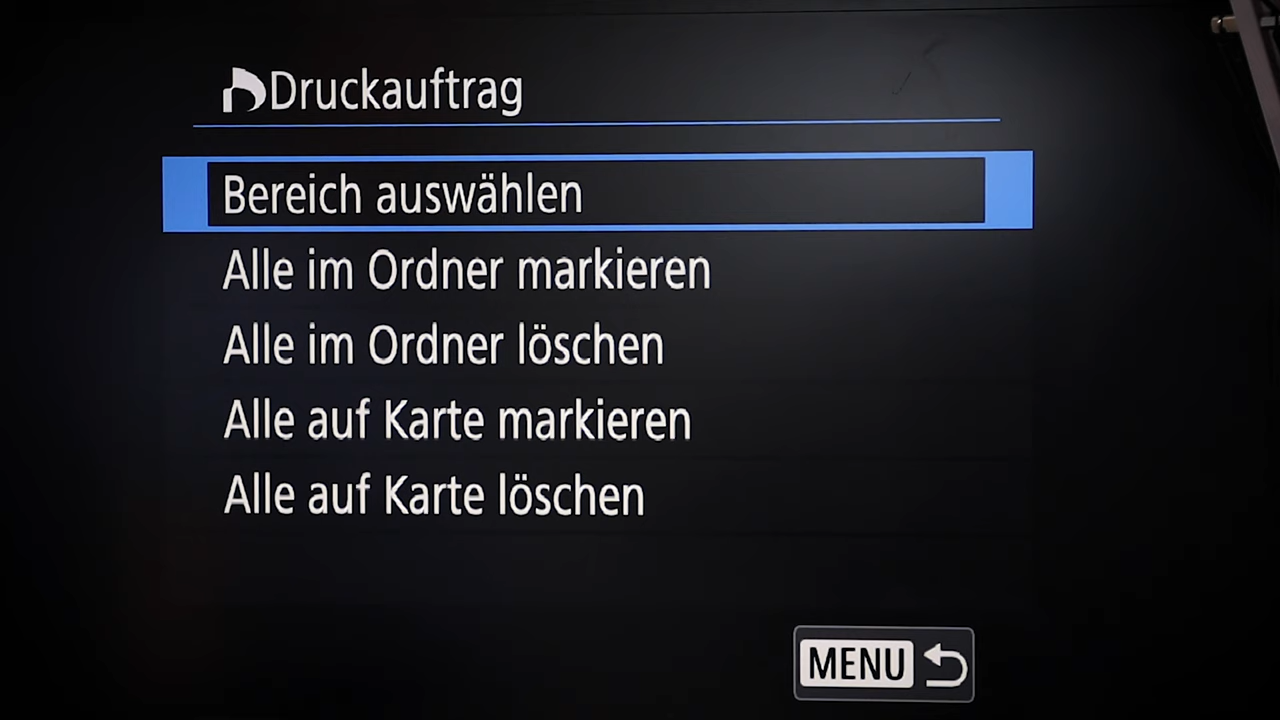 Druckauftrag
Bereich auswählen
Alle im Ordner markieren
Alle im Ordner löschen
Alle auf Karte markieren
Alle auf Karte löschen
MENU